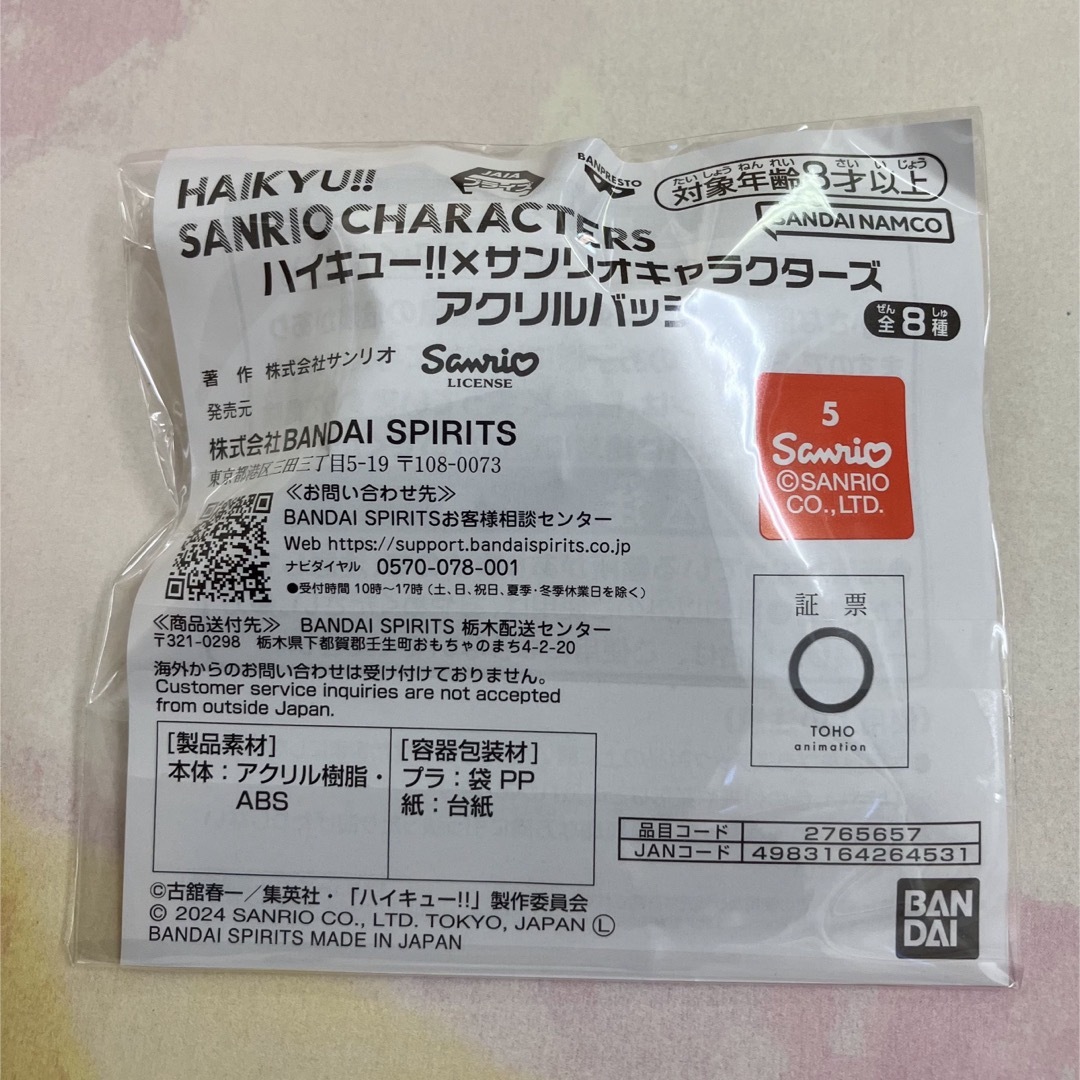 HAIKYU!!
SANRIO CHARACTERS
JAIA
プライズ
BANPRESTO
たいしょうねんれい さいいじょう
対象年齢8才以上
BANDAI NAMCO
ハイキュー!!×サンリオキャラクターズ
アクリルバッジ
ぜん しゅ
全8種
著 作 株式会社サンリオ
Sanrio
LICENSE
発売元
株式会社BANDAI SPIRITS
東京都港区三田三丁目5-19 〒108-0073
≪お問い合わせ先≫
BANDAI SPIRITSお客様相談センター
Web https://support.bandaispirits.co.jp
ナビダイヤル 0570-078-001
●受付時間 10時~17時(土、日、祝日、夏季・冬季休業日を除く)
≪商品送付先≫ BANDAI SPIRITS 栃木配送センター
〒321-0298 栃木県下都賀郡壬生町おもちゃのまち4-2-20
海外からのお問い合わせは受け付けておりません。
Customer service inquiries are not accepted
from outside Japan.
[製品素材]
本体:アクリル樹脂・
ABS
[容器包装材]
プラ:袋 PP
紙:台紙
5
Sanrio
©SANRIO
CO.,LTD.
証票
TOHO
animation
品目コード 2765657
JANコード 4983164264531
©古舘春一/集英社・「ハイキュー!!」製作委員会
© 2024 SANRIO CO., LTD. TOKYO, JAPAN Ⓛ
BANDAI SPIRITS MADE IN JAPAN
BAN
DAI